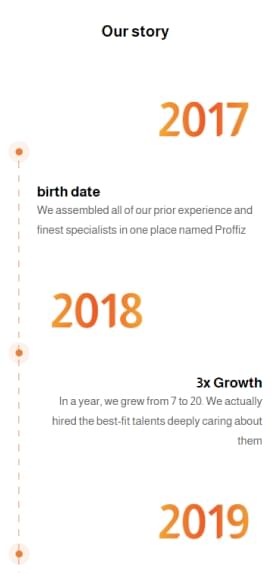 Our story
2017
birth date
We assembled all of our prior experience and
finest specialists in one place named Proffiz
2018
3x Growth
In a year, we grew from 7 to 20. We actually
hired the best-fit talents deeply caring about
them
2019